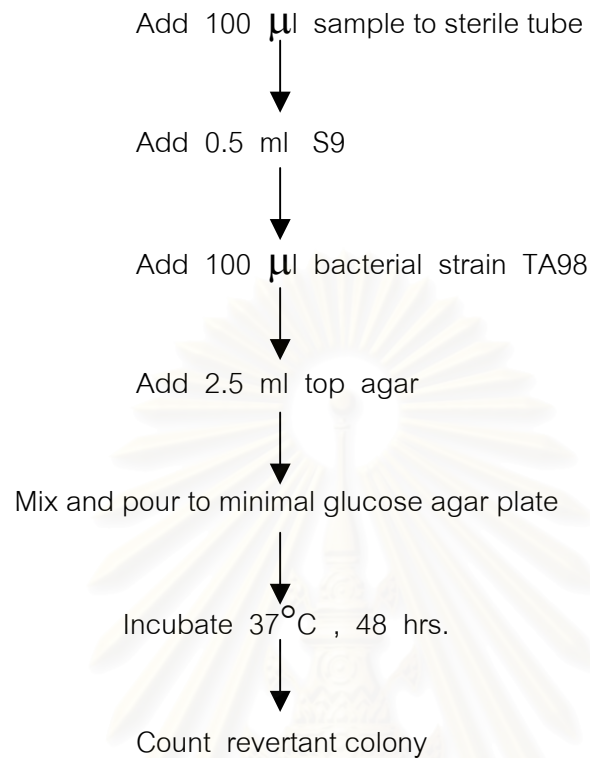 Add 100 μl sample to sterile tube
Add 0.5 ml S9
Add 100 μl bacterial strain TA98
Add 2.5 ml top agar
Mix and pour to minimal glucose agar plate
Incubate 37°C , 48 hrs.
Count revertant colony